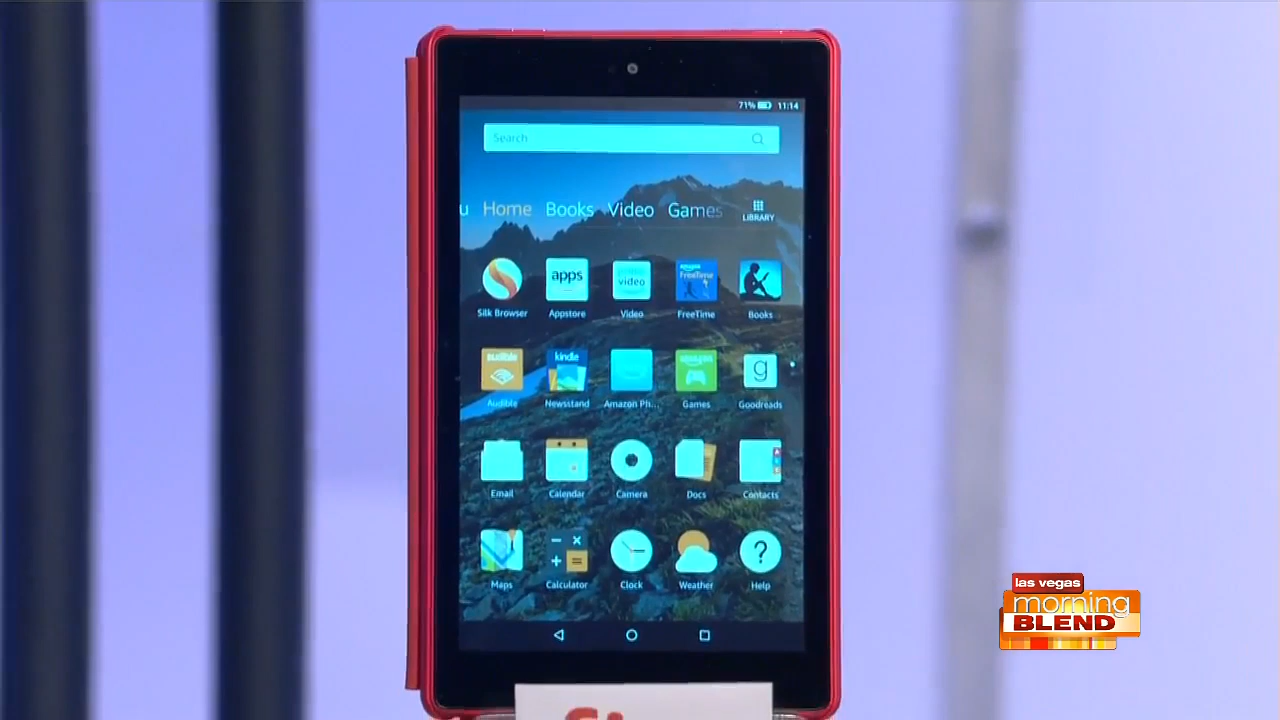 71% 11:14
Search
u Home Books Video Games LIBRARY
apps video amazon FreeTime
Silk Browser Appstore Video FreeTime Books
audible kindle amazon g
Audible Newsstand Amazon Ph... Games Goodreads
Email Calendar Camera Docs Contacts
Maps Calculator Clock Weather Help
las vegas
morning
BLEND